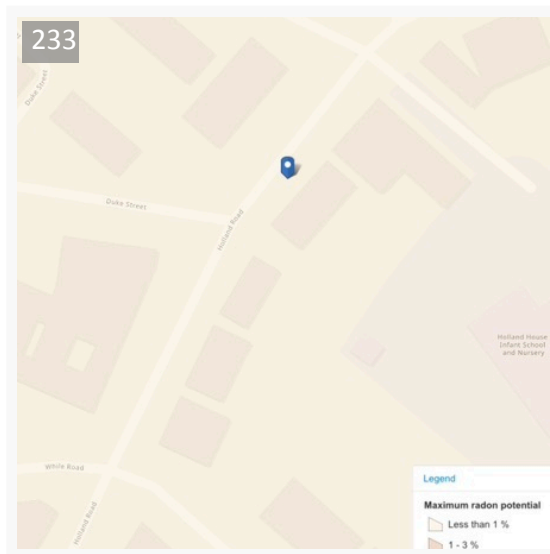 233
Duke Street
Duke Street
Holland Road
Holland House
Infant School
and Nursery
White Road
Holland Road
Legend
Maximum radon potential
Less than 1 %
1 - 3 %